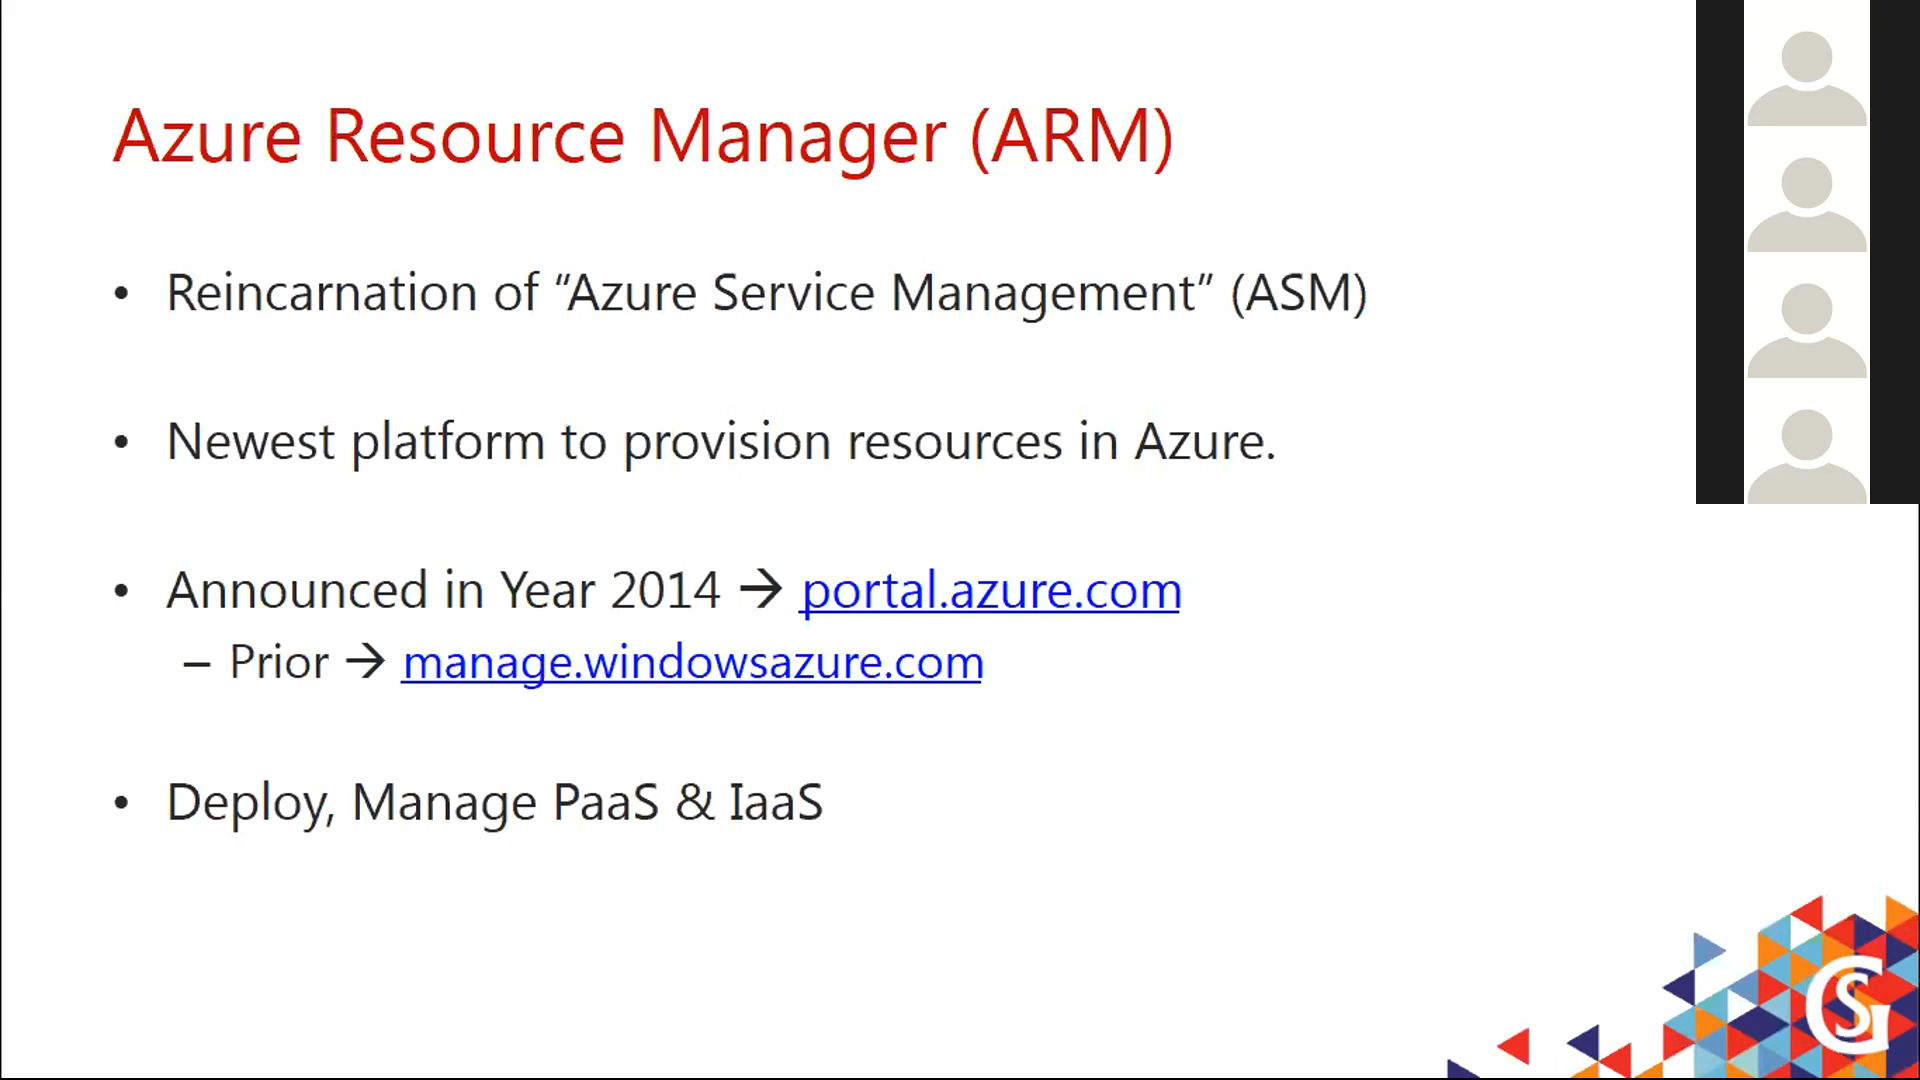 Azure Resource Manager (ARM)
• Reincarnation of “Azure Service Management” (ASM)
• Newest platform to provision resources in Azure.
• Announced in Year 2014 → portal.azure.com
– Prior → manage.windowsazure.com
• Deploy, Manage PaaS & IaaS
GS